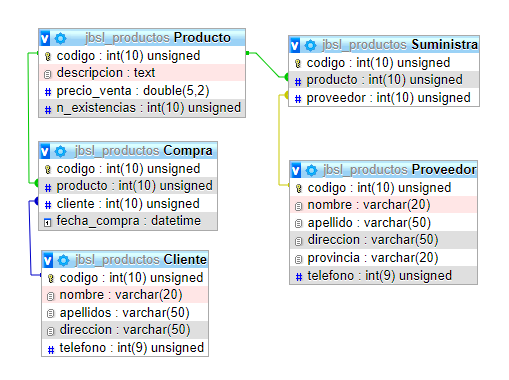 jbsl_productos Producto
codigo : int(10) unsigned
descripcion : text
# precio_venta : double(5,2)
# n_existencias : int(10) unsigned
jbsl_productos Suministra
codigo : int(10) unsigned
# producto : int(10) unsigned
# proveedor : int(10) unsigned
jbsl_productos Compra
codigo : int(10) unsigned
# producto : int(10) unsigned
# cliente : int(10) unsigned
fecha_compra : datetime
jbsl_productos Proveedor
codigo : int(10) unsigned
nombre : varchar(20)
apellido : varchar(50)
direccion : varchar(50)
provincia : varchar(20)
# telefono : int(9) unsigned
jbsl_productos Cliente
codigo : int(10) unsigned
nombre : varchar(20)
apellidos : varchar(50)
direccion : varchar(50)
# telefono : int(9) unsigned